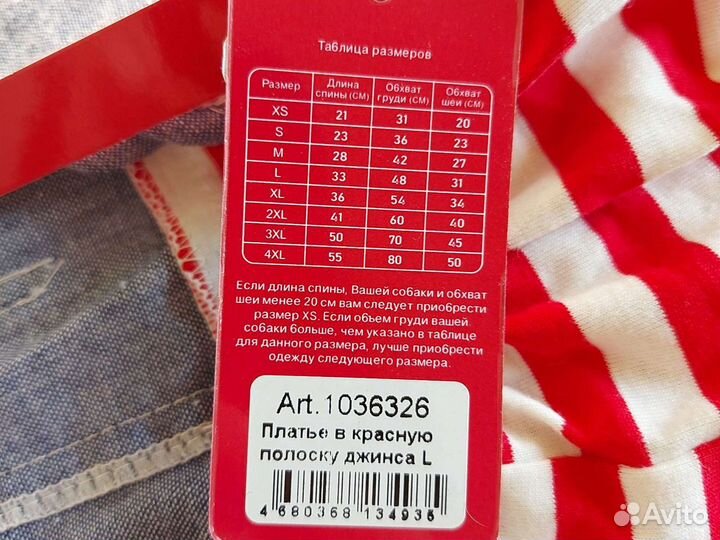 Таблица размеров
Размер Длина спины (СМ) Обхват груди (СМ) Обхват шеи (СМ)
XS 21 31 20
S 23 36 23
M 28 42 27
L 33 48 31
XL 36 54 34
2XL 41 60 40
3XL 50 70 45
4XL 55 80 50
Если длина спины, Вашей собаки и обхват
шеи менее 20 см вам следует приобрести
размер XS. Если объем груди вашей
собаки больше, чем указано в таблице
для данного размера, лучше приобрести
одежду следующего размера.
Art.1036326
Платье в красную
полоску джинса L
4 680368 134935
Avito